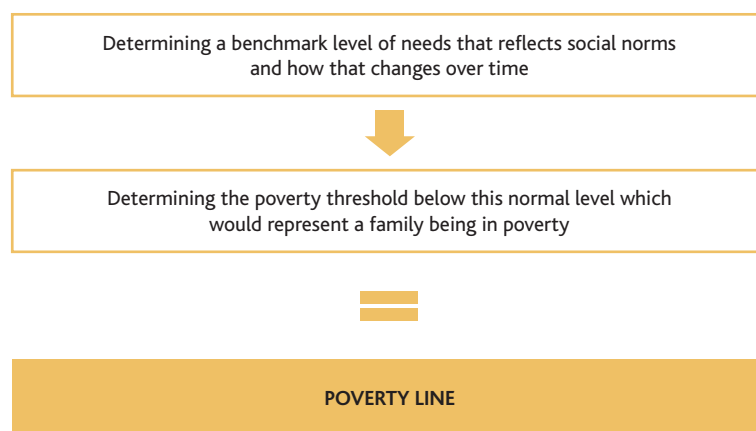 Determining a benchmark level of needs that reflects social norms
and how that changes over time
Determining the poverty threshold below this normal level which
would represent a family being in poverty
POVERTY LINE